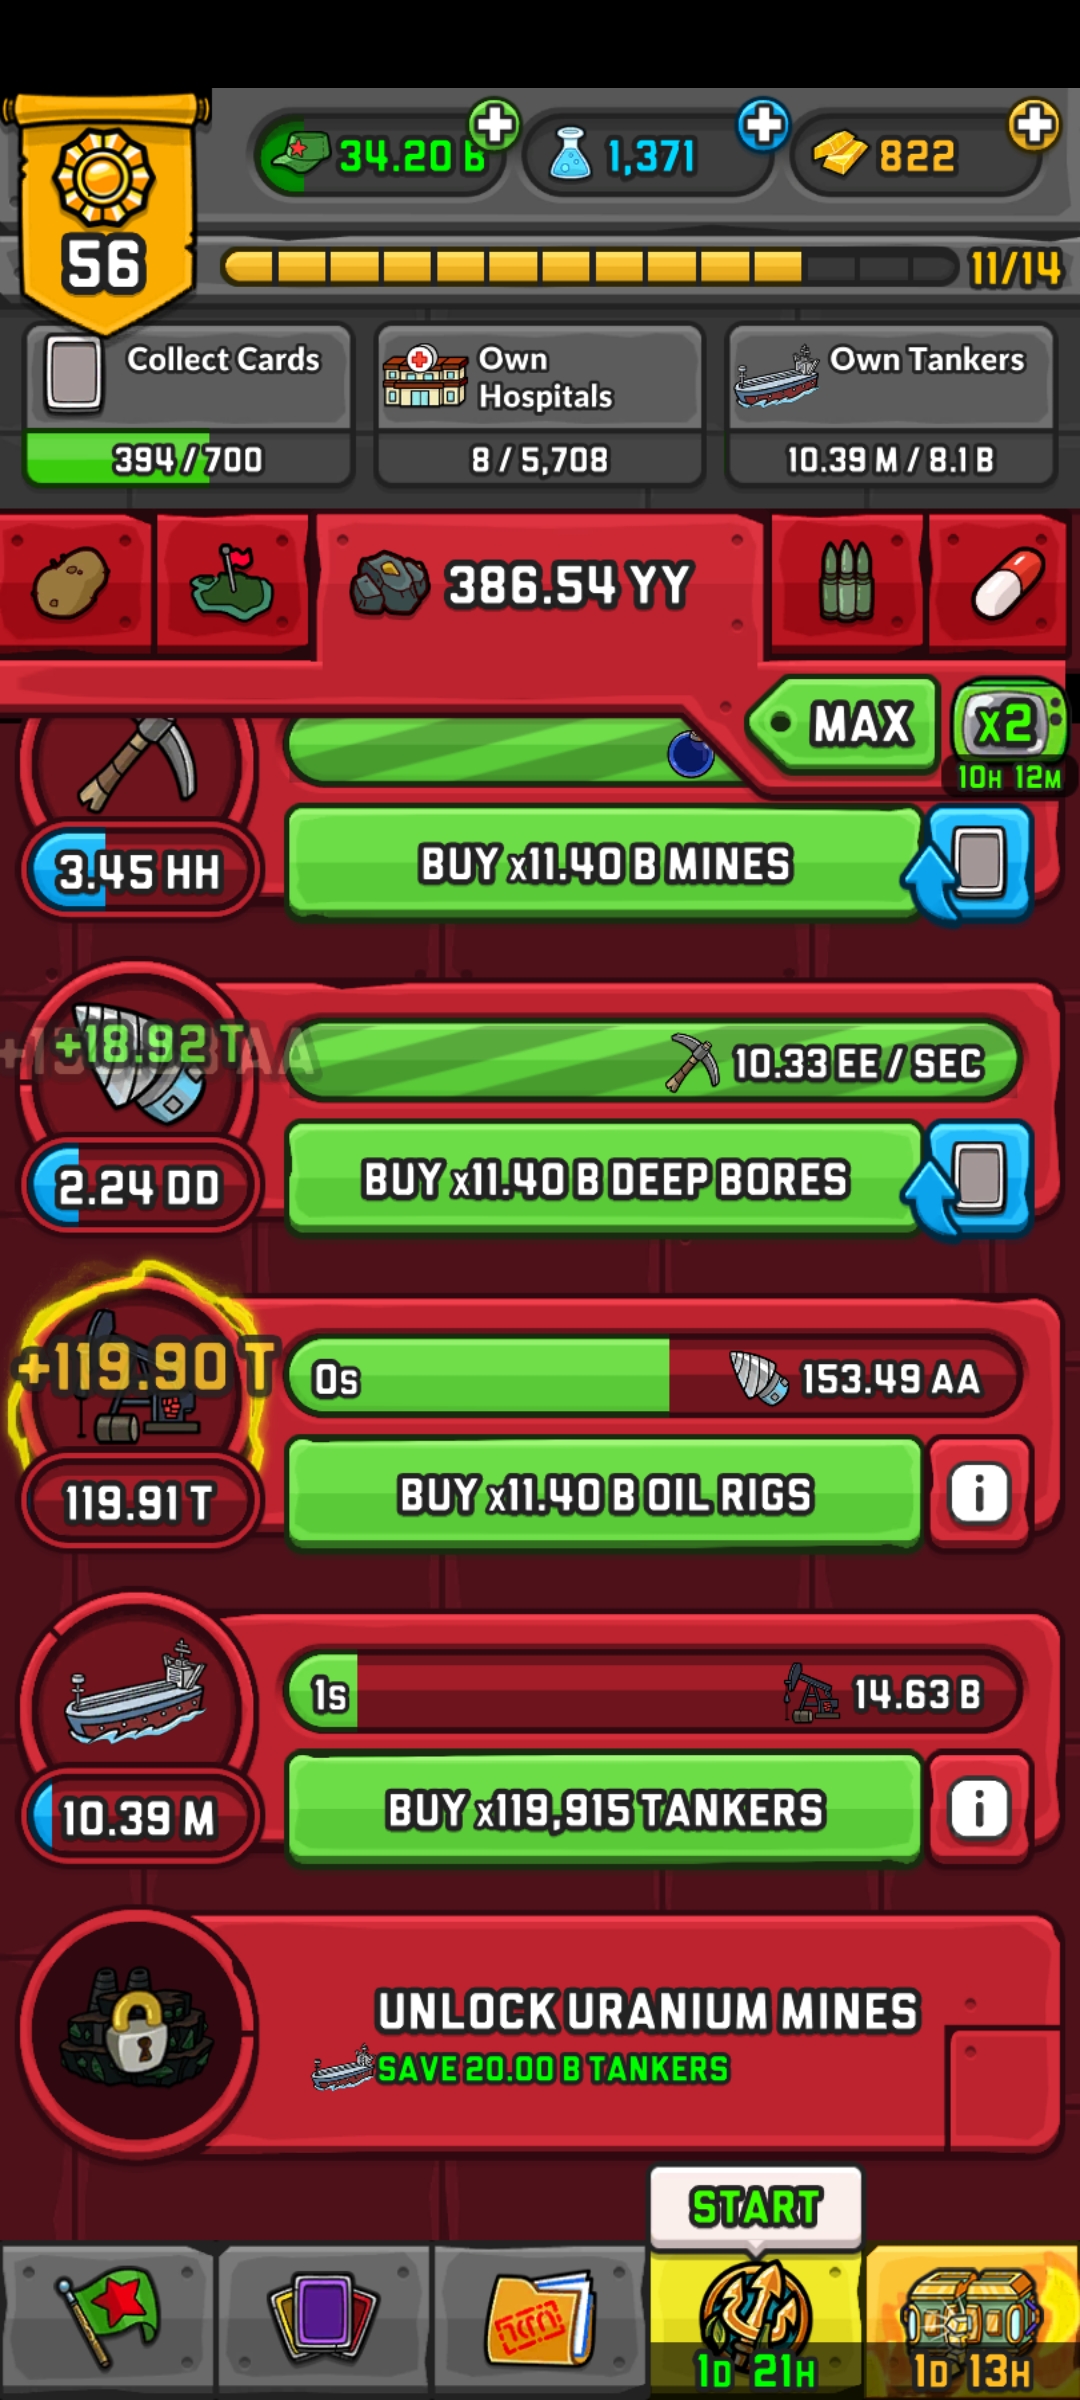 56
34.20 B
1,371
822
11/14
Collect Cards
394 / 700
Own
Hospitals
8 / 5,708
Own Tankers
10.39 M / 8.1 B
386.54 YY
MAX
X2
10H 12M
3.45 HH
BUY x11.40 B MINES
+18.92 T
10.33 EE / SEC
2.24 DD
BUY x11.40 B DEEP BORES
+119.90 T
0s
153.49 AA
119.91 T
BUY x11.40 B OIL RIGS
i
1s
14.63 B
10.39 M
BUY x119,915 TANKERS
i
UNLOCK URANIUM MINES
SAVE 20.00 B TANKERS
START
1D 21H
1D 13H